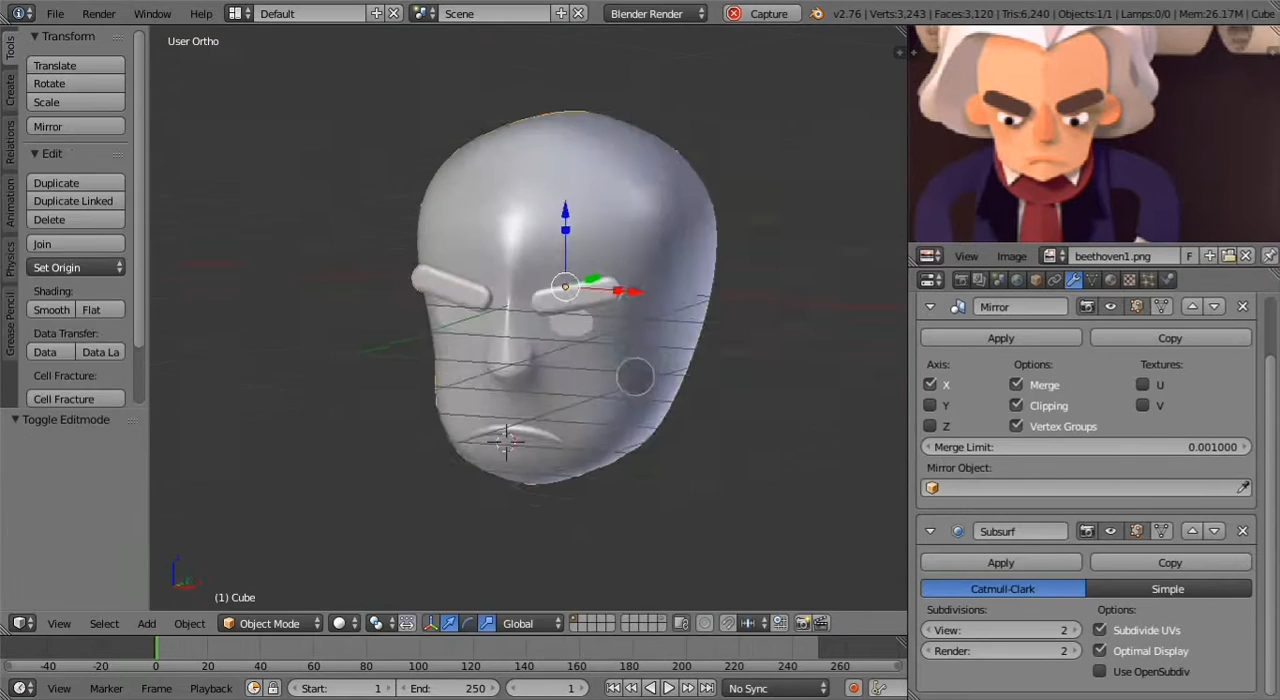 File Render Window Help Default Scene Blender Render Capture v2.76 | Verts:3,243 | Faces:3,120 | Tris:6,240 | Objects:1/1 | Lamps:0/0 | Mem:26.17M | Cube
Tools
Create
Relations
Animation
Physics
Grease Pencil
Transform
Translate
Rotate
Scale
Mirror
Edit
Duplicate
Duplicate Linked
Delete
Join
Set Origin
Shading:
Smooth Flat
Data Transfer:
Data Data La
Cell Fracture:
Cell Fracture
Toggle Editmode
User Ortho
(1) Cube
View Select Add Object Object Mode Global
-40 -20 0 20 40 60 80 100 120 140 160 180 200 220 240 260
View Marker Frame Playback Start: 1 End: 250 1 No Sync
View Image beethoven1.png F
Mirror
Apply Copy
Axis: Options: Textures:
X Merge U
Y Clipping V
Z Vertex Groups
Merge Limit: 0.001000
Mirror Object:
Subsurf
Apply Copy
Catmull-Clark Simple
Subdivisions: Options:
View: 2 Subdivide UVs
Render: 2 Optimal Display
Use OpenSubdiv